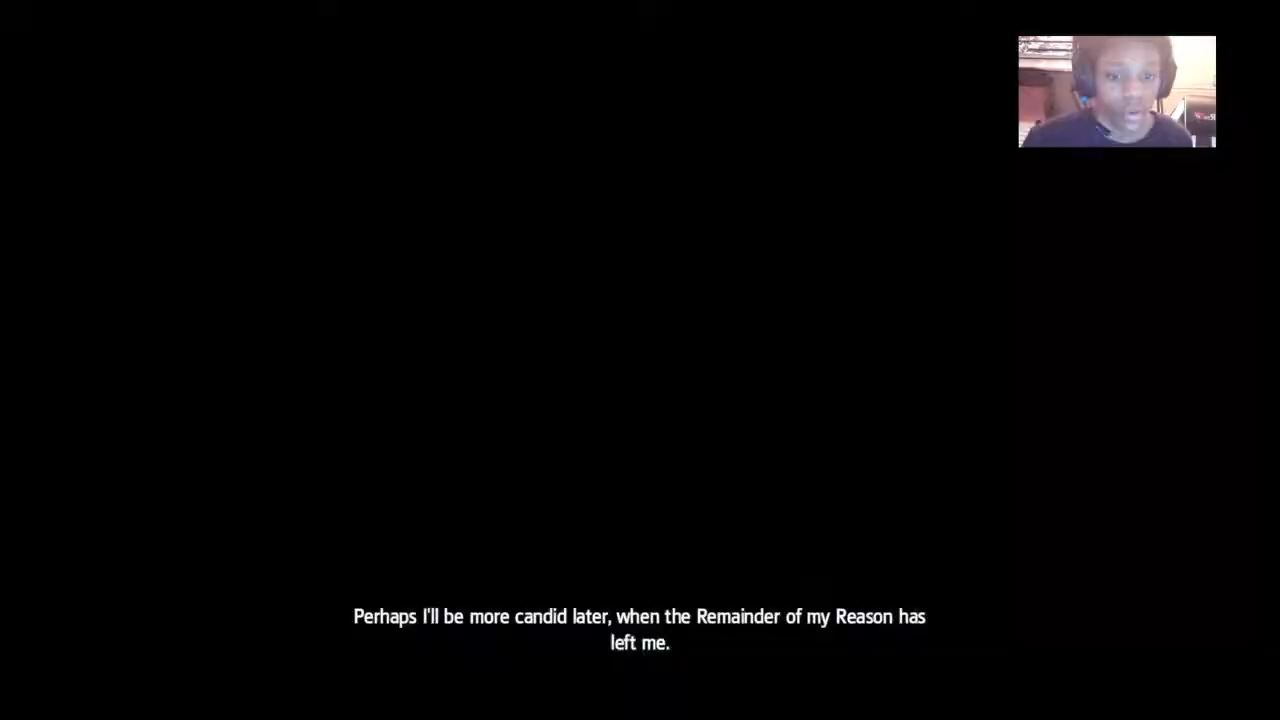 Perhaps I'll be more candid later, when the Remainder of my Reason has
left me.